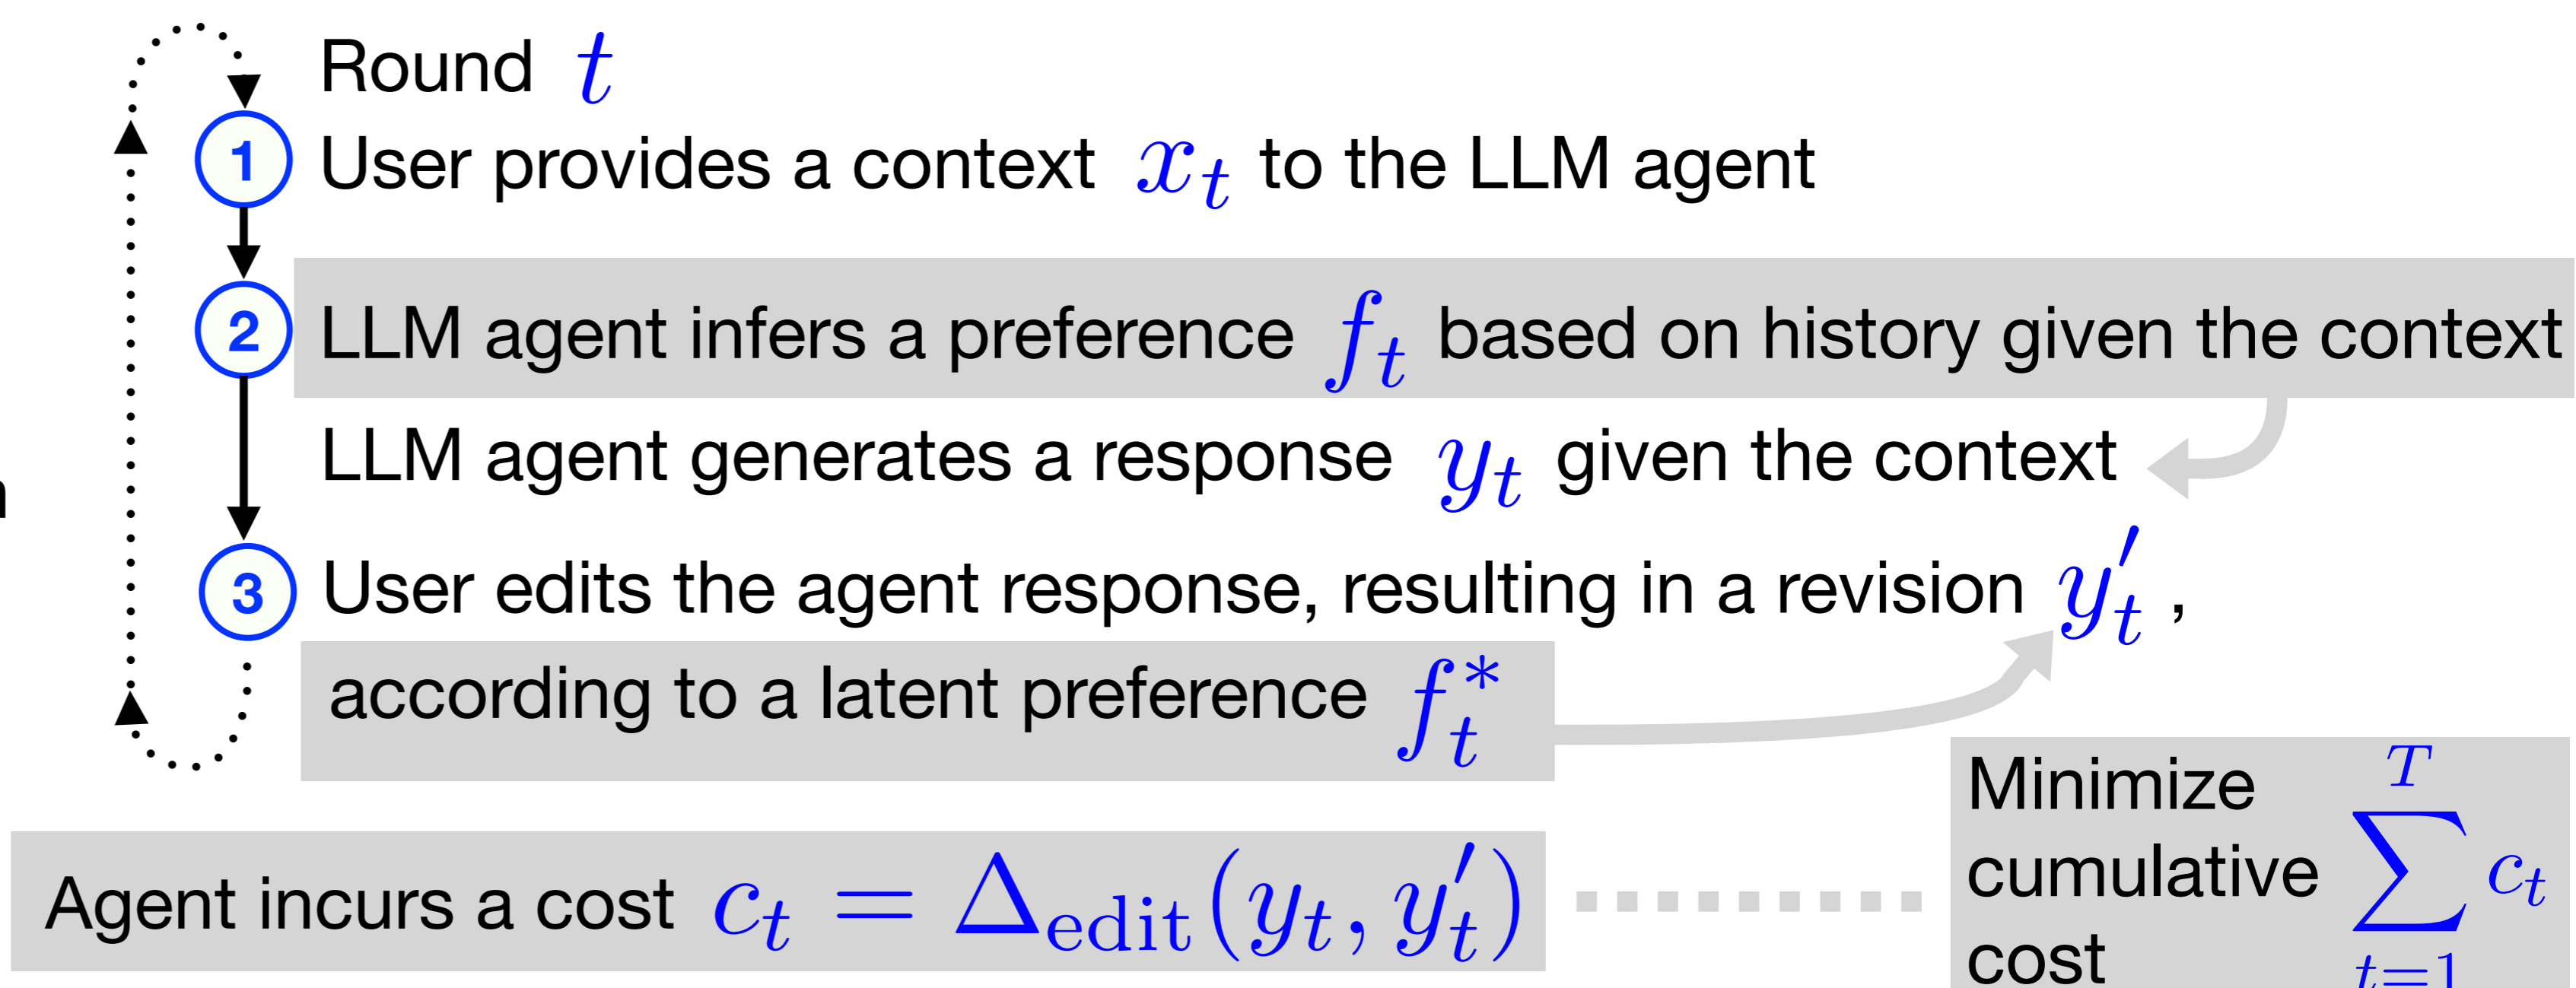 Round t
1 User provides a context x_t to the LLM agent
2 LLM agent infers a preference f_t based on history given the context
LLM agent generates a response y_t given the context
3 User edits the agent response, resulting in a revision y'_t ,
according to a latent preference f*_t
Agent incurs a cost c_t = Δ_edit(y_t, y'_t)
Minimize
cumulative
cost
∑_{t=1}^{T} c_t